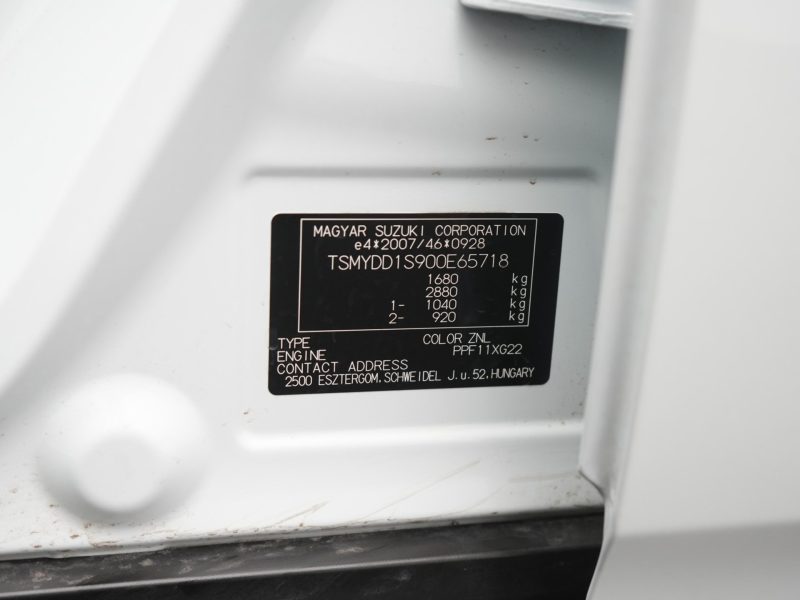 MAGYAR SUZUKI CORPORATION
e4*2007/46*0928
TSMYDD1S900E65718
1680 kg
2880 kg
1- 1040 kg
2- 920 kg
TYPE COLOR ZNL
ENGINE PPF11XG22
CONTACT ADDRESS
2500 ESZTERGOM, SCHWEIDEL J.u.52, HUNGARY